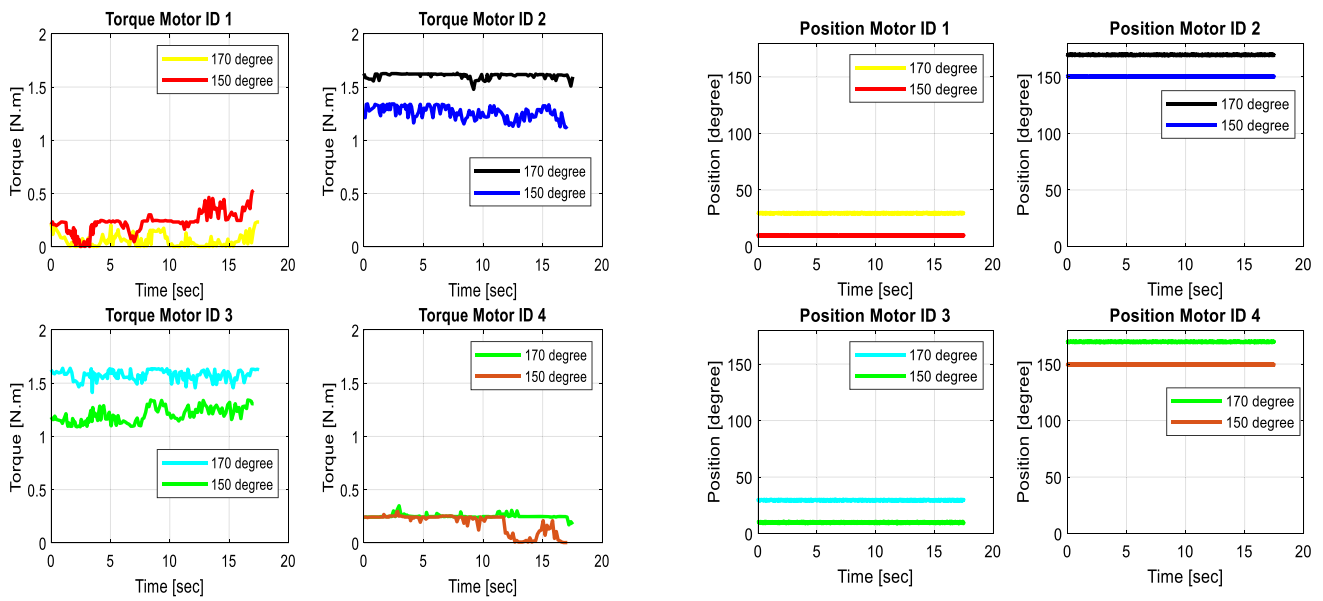 Torque Motor ID 1
2
1.5
1
0.5
0
Torque [N.m]
170 degree
150 degree
0 5 10 15 20
Time [sec]
Torque Motor ID 2
2
1.5
1
0.5
0
Torque [N.m]
170 degree
150 degree
0 5 10 15 20
Time [sec]
Position Motor ID 1
150
100
50
0
Position [degree]
170 degree
150 degree
0 5 10 15 20
Time [sec]
Position Motor ID 2
150
100
50
0
Position [degree]
170 degree
150 degree
0 5 10 15 20
Time [sec]
Torque Motor ID 3
2
1.5
1
0.5
0
Torque [N.m]
170 degree
150 degree
0 5 10 15 20
Time [sec]
Torque Motor ID 4
2
1.5
1
0.5
0
Torque [N.m]
170 degree
150 degree
0 5 10 15 20
Time [sec]
Position Motor ID 3
150
100
50
0
Position [degree]
170 degree
150 degree
0 5 10 15 20
Time [sec]
Position Motor ID 4
150
100
50
0
Position [degree]
170 degree
150 degree
0 5 10 15 20
Time [sec]